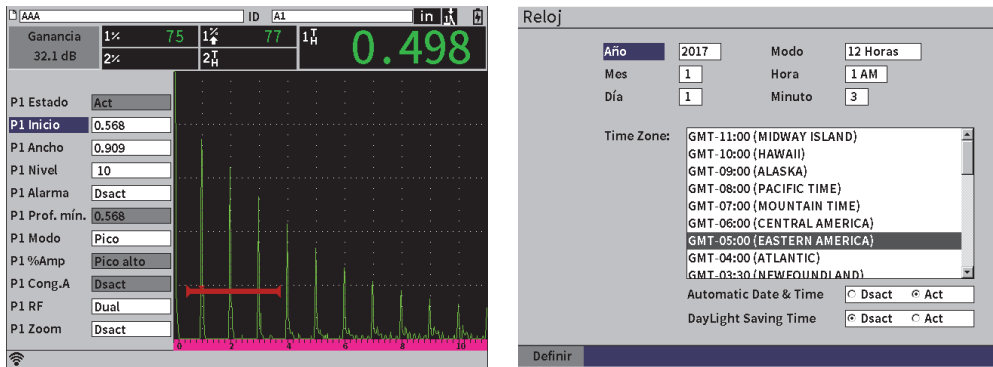 AAA ID A1 in
Ganancia 1% 75 1% 77 1 T H 0.498
32.1 dB 2% 2 T H
P1 Estado Act
P1 Inicio 0.568
P1 Ancho 0.909
P1 Nivel 10
P1 Alarma Dsact
P1 Prof. mín. 0.568
P1 Modo Pico
P1 %Amp Pico alto
P1 Cong.A Dsact
P1 RF Dual
P1 Zoom Dsact
0 2 4 6 8 10
Reloj
Año 2017 Modo 12 Horas
Mes 1 Hora 1 AM
Día 1 Minuto 3
Time Zone: GMT-11:00 (MIDWAY ISLAND)
GMT-10:00 (HAWAII)
GMT-09:00 (ALASKA)
GMT-08:00 (PACIFIC TIME)
GMT-07:00 (MOUNTAIN TIME)
GMT-06:00 (CENTRAL AMERICA)
GMT-05:00 (EASTERN AMERICA)
GMT-04:00 (ATLANTIC)
GMT-03:30 (NEWFOUNDLAND)
Automatic Date & Time Dsact Act
DayLight Saving Time Dsact Act
Definir